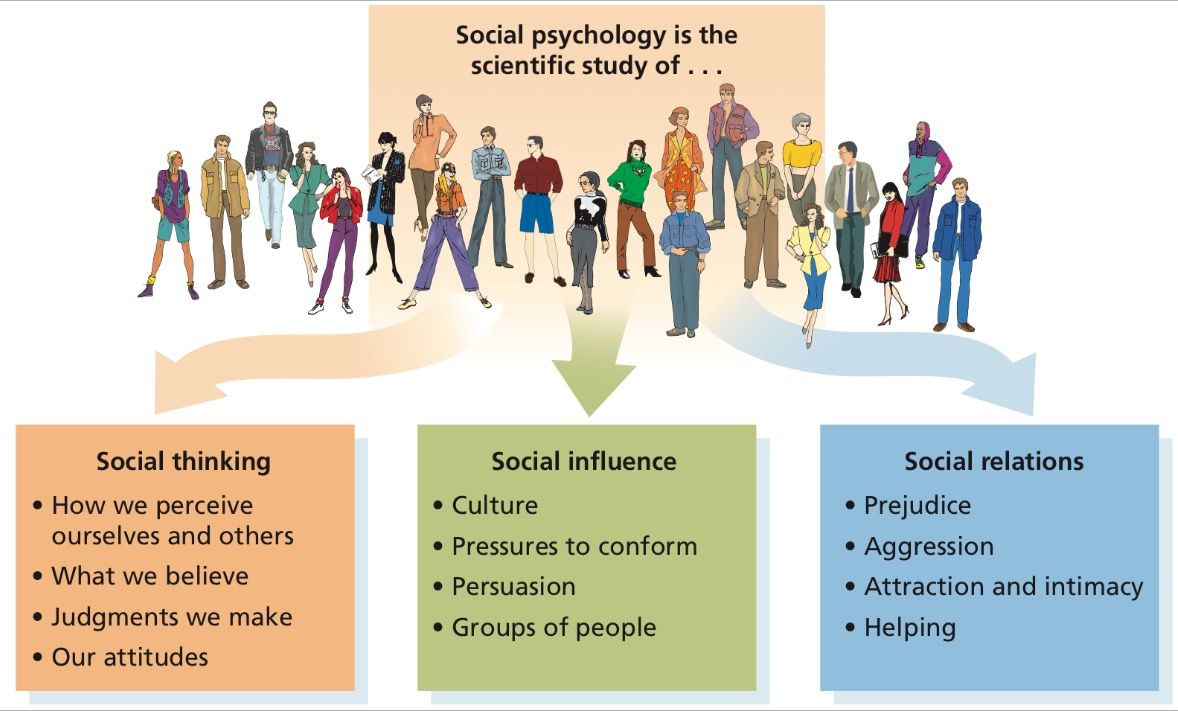 Social psychology is the
scientific study of . . .
Social thinking
• How we perceive
ourselves and others
• What we believe
• Judgments we make
• Our attitudes
Social influence
• Culture
• Pressures to conform
• Persuasion
• Groups of people
Social relations
• Prejudice
• Aggression
• Attraction and intimacy
• Helping